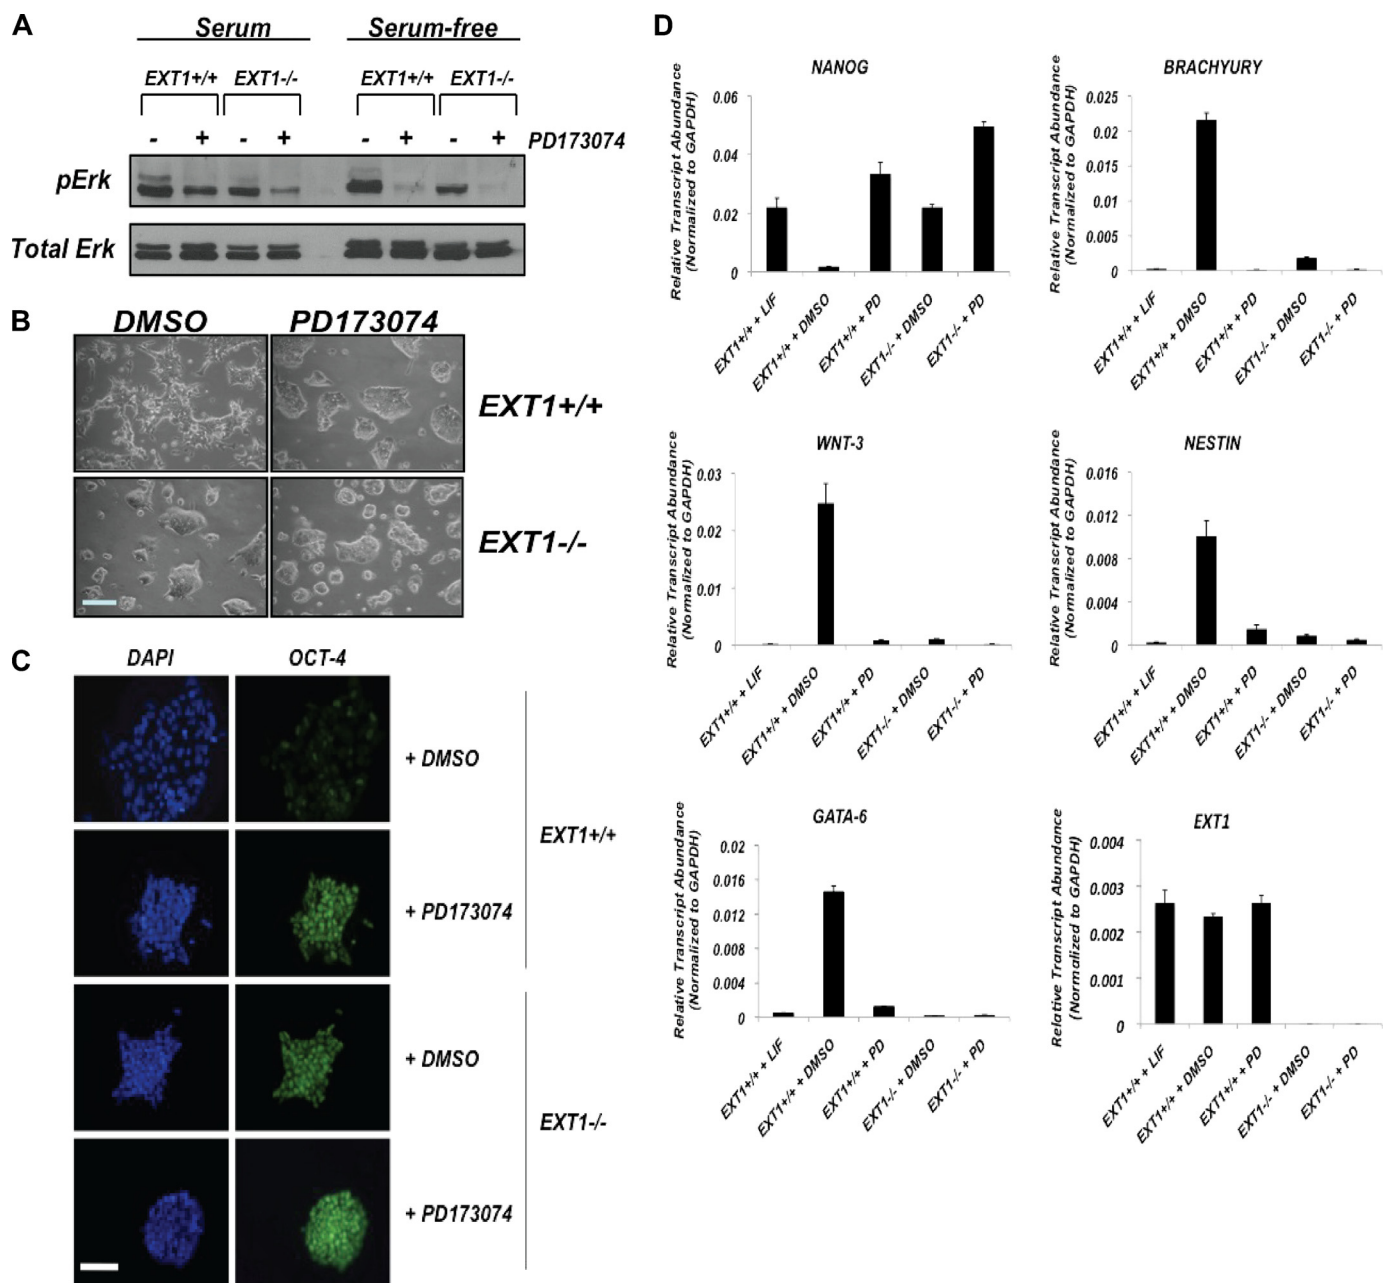 A
Serum Serum-free
EXT1+/+ EXT1-/- EXT1+/+ EXT1-/-
- + - + - + - + PD173074
pErk
Total Erk
B
DMSO PD173074
EXT1+/+
EXT1-/-
C
DAPI OCT-4
+ DMSO
EXT1+/+
+ PD173074
+ DMSO
EXT1-/-
+ PD173074
D
NANOG
Relative Transcript Abundance
(Normalized to GAPDH)
0.06
0.04
0.02
0
EXT1+/+ + LIF
EXT1+/+ + DMSO
EXT1+/+ + PD
EXT1-/- + DMSO
EXT1-/- + PD
BRACHYURY
Relative Transcript Abundance
(Normalized to GAPDH)
0.025
0.02
0.015
0.01
0.005
0
EXT1+/+ + LIF
EXT1+/+ + DMSO
EXT1+/+ + PD
EXT1-/- + DMSO
EXT1-/- + PD
WNT-3
Relative Transcript Abundance
(Normalized to GAPDH)
0.03
0.02
0.01
0
EXT1+/+ + LIF
EXT1+/+ + DMSO
EXT1+/+ + PD
EXT1-/- + DMSO
EXT1-/- + PD
NESTIN
Relative Transcript Abundance
(Normalized to GAPDH)
0.016
0.012
0.008
0.004
0
EXT1+/+ + LIF
EXT1+/+ + DMSO
EXT1+/+ + PD
EXT1-/- + DMSO
EXT1-/- + PD
GATA-6
Relative Transcript Abundance
(Normalized to GAPDH)
0.02
0.016
0.012
0.008
0.004
0
EXT1+/+ + LIF
EXT1+/+ + DMSO
EXT1+/+ + PD
EXT1-/- + DMSO
EXT1-/- + PD
EXT1
Relative Transcript Abundance
(Normalized to GAPDH)
0.004
0.003
0.002
0.001
0
EXT1+/+ + LIF
EXT1+/+ + DMSO
EXT1+/+ + PD
EXT1-/- + DMSO
EXT1-/- + PD